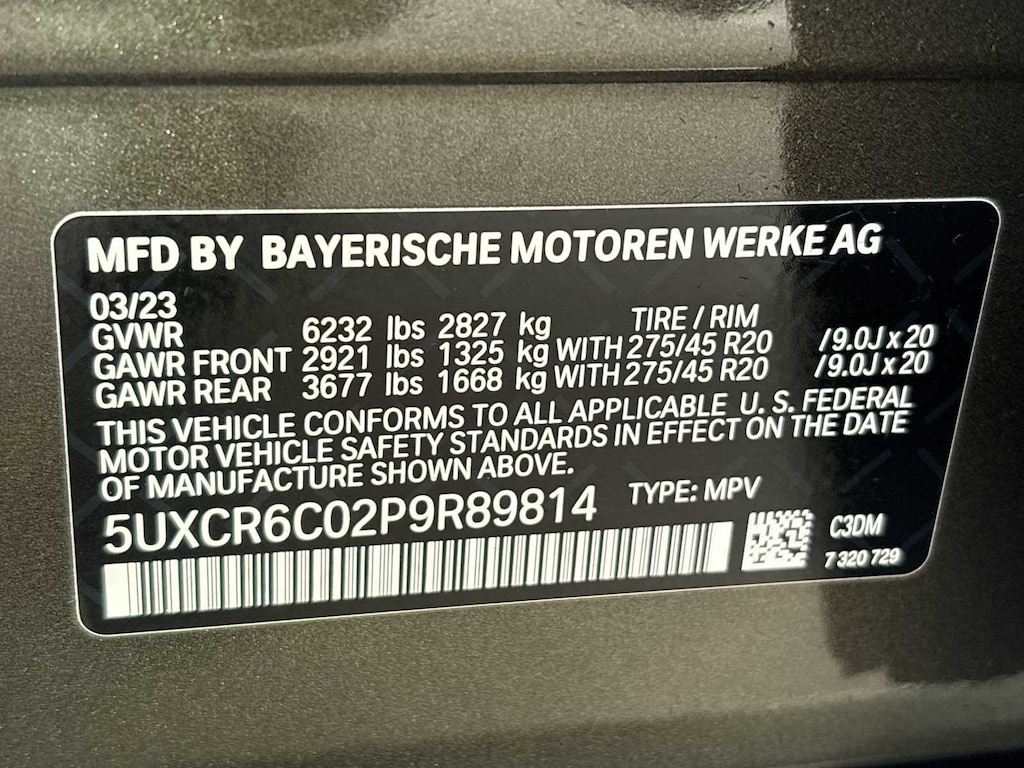 MFD BY BAYERISCHE MOTOREN WERKE AG
03/23 TIRE / RIM
GVWR 6232 lbs 2827 kg
GAWR FRONT 2921 lbs 1325 kg WITH 275/45 R20 /9.0J x 20
GAWR REAR 3677 lbs 1668 kg WITH 275/45 R20 /9.0J x 20
THIS VEHICLE CONFORMS TO ALL APPLICABLE U. S. FEDERAL
MOTOR VEHICLE SAFETY STANDARDS IN EFFECT ON THE DATE
OF MANUFACTURE SHOWN ABOVE.
5UXCR6C02P9R89814 TYPE: MPV
C3DM
7 320 729